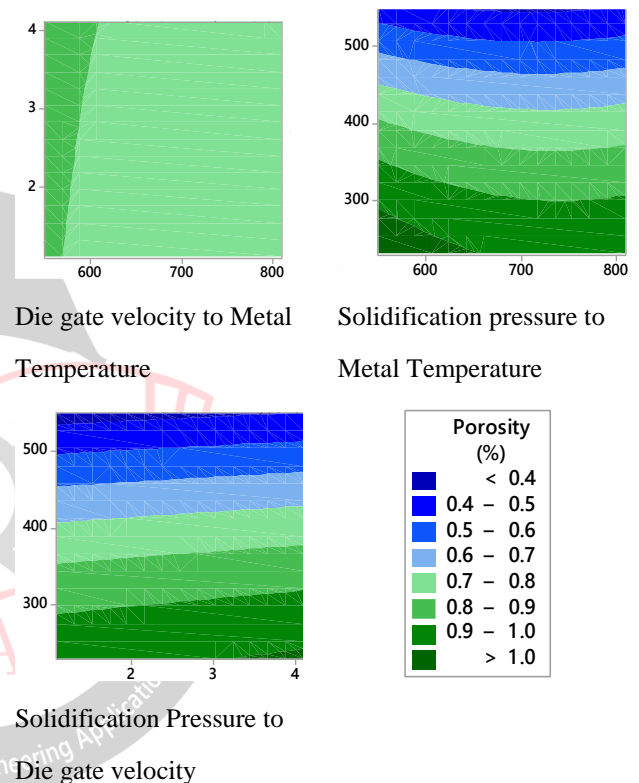 4
3
2
600 700 800
Die gate velocity to Metal
Temperature
500
400
300
600 700 800
Solidification pressure to
Metal Temperature
500
400
300
2 3 4
Solidification Pressure to
Die gate velocity
Porosity
(%)
< 0.4
0.4 – 0.5
0.5 – 0.6
0.6 – 0.7
0.7 – 0.8
0.8 – 0.9
0.9 – 1.0
> 1.0